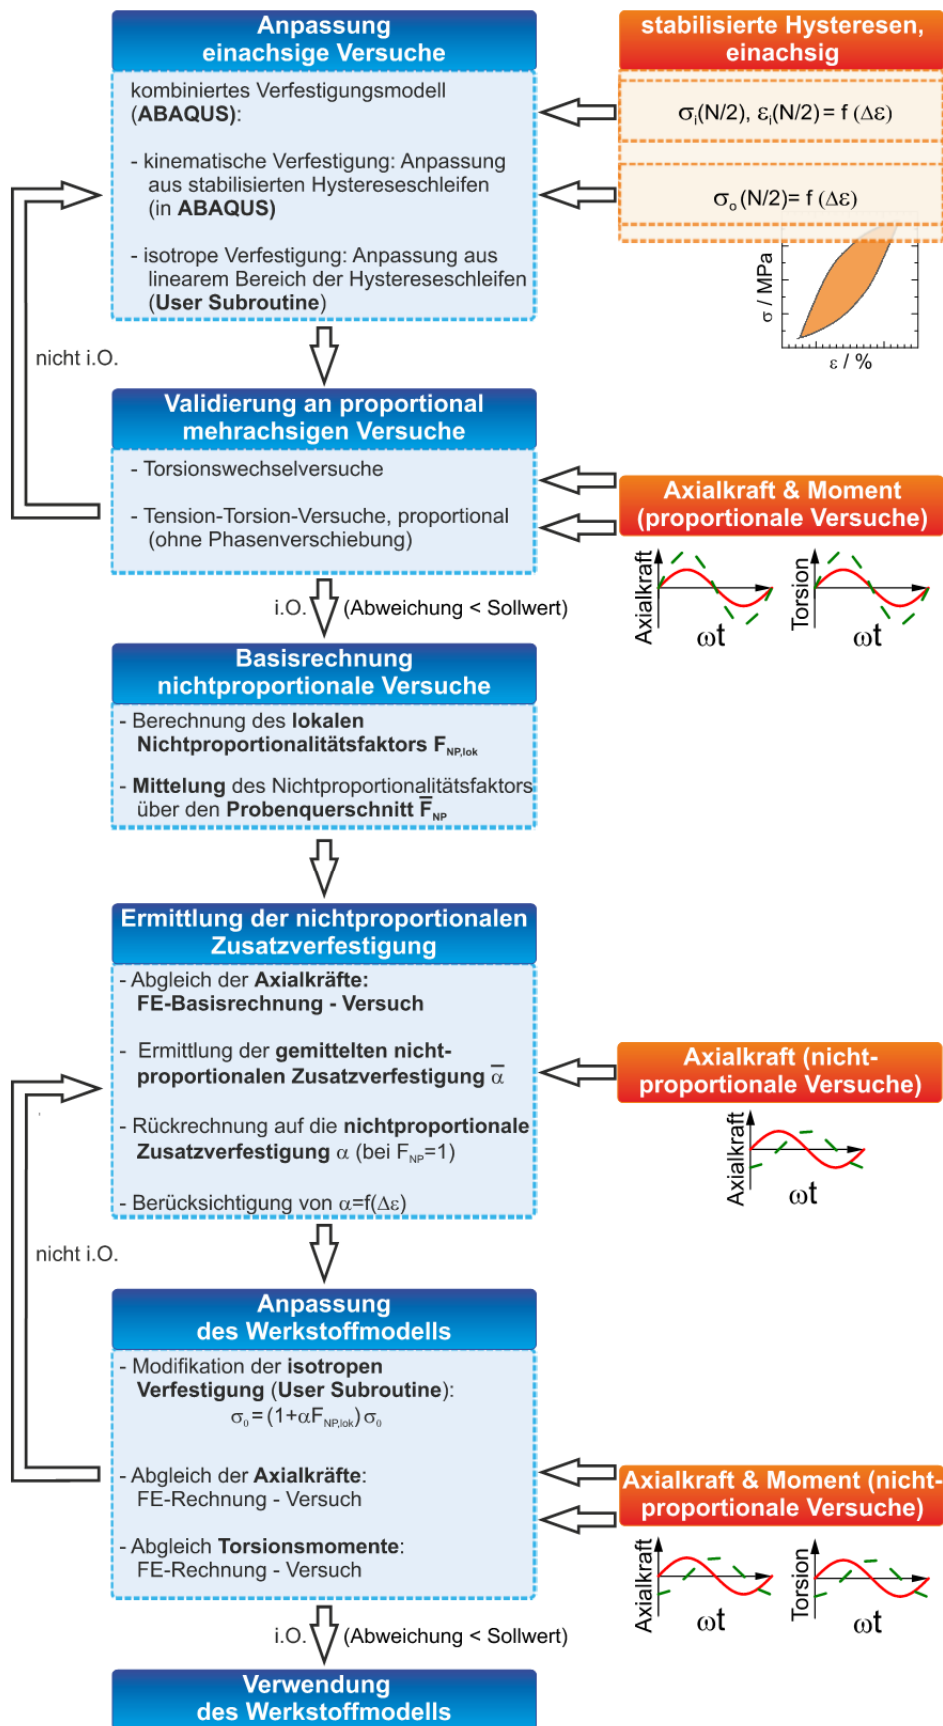 Anpassung
einachsige Versuche
kombiniertes Verfestigungsmodell
(ABAQUS):
- kinematische Verfestigung: Anpassung
aus stabilisierten Hystereseschleifen
(in ABAQUS)
- isotrope Verfestigung: Anpassung aus
linearem Bereich der Hystereseschleifen
(User Subroutine)
stabilisierte Hysteresen,
einachsig
σi(N/2), εi(N/2) = f (Δε)
σo(N/2)= f (Δε)
σ / MPa
ε / %
nicht i.O.
Validierung an proportional
mehrachsigen Versuche
- Torsionswechselversuche
- Tension-Torsion-Versuche, proportional
(ohne Phasenverschiebung)
Axialkraft & Moment
(proportionale Versuche)
Axialkraft
ωt
Torsion
ωt
i.O. (Abweichung < Sollwert)
Basisrechnung
nichtproportionale Versuche
- Berechnung des lokalen
Nichtproportionalitätsfaktors FNP,lok
- Mittelung des Nichtproportionalitätsfaktors
über den Probenquerschnitt F̅NP
Ermittlung der nichtproportionalen
Zusatzverfestigung
- Abgleich der Axialkräfte:
FE-Basisrechnung - Versuch
- Ermittlung der gemittelten nicht-
proportionalen Zusatzverfestigung α̅
- Rückrechnung auf die nichtproportionale
Zusatzverfestigung α (bei FNP=1)
- Berücksichtigung von α=f(Δε)
Axialkraft (nicht-
proportionale Versuche)
Axialkraft
ωt
nicht i.O.
Anpassung
des Werkstoffmodells
- Modifikation der isotropen
Verfestigung (User Subroutine):
σ0 = (1+αFNP,lok) σ0
- Abgleich der Axialkräfte:
FE-Rechnung - Versuch
- Abgleich Torsionsmomente:
FE-Rechnung - Versuch
Axialkraft & Moment (nicht-
proportionale Versuche)
Axialkraft
ωt
Torsion
ωt
i.O. (Abweichung < Sollwert)
Verwendung
des Werkstoffmodells